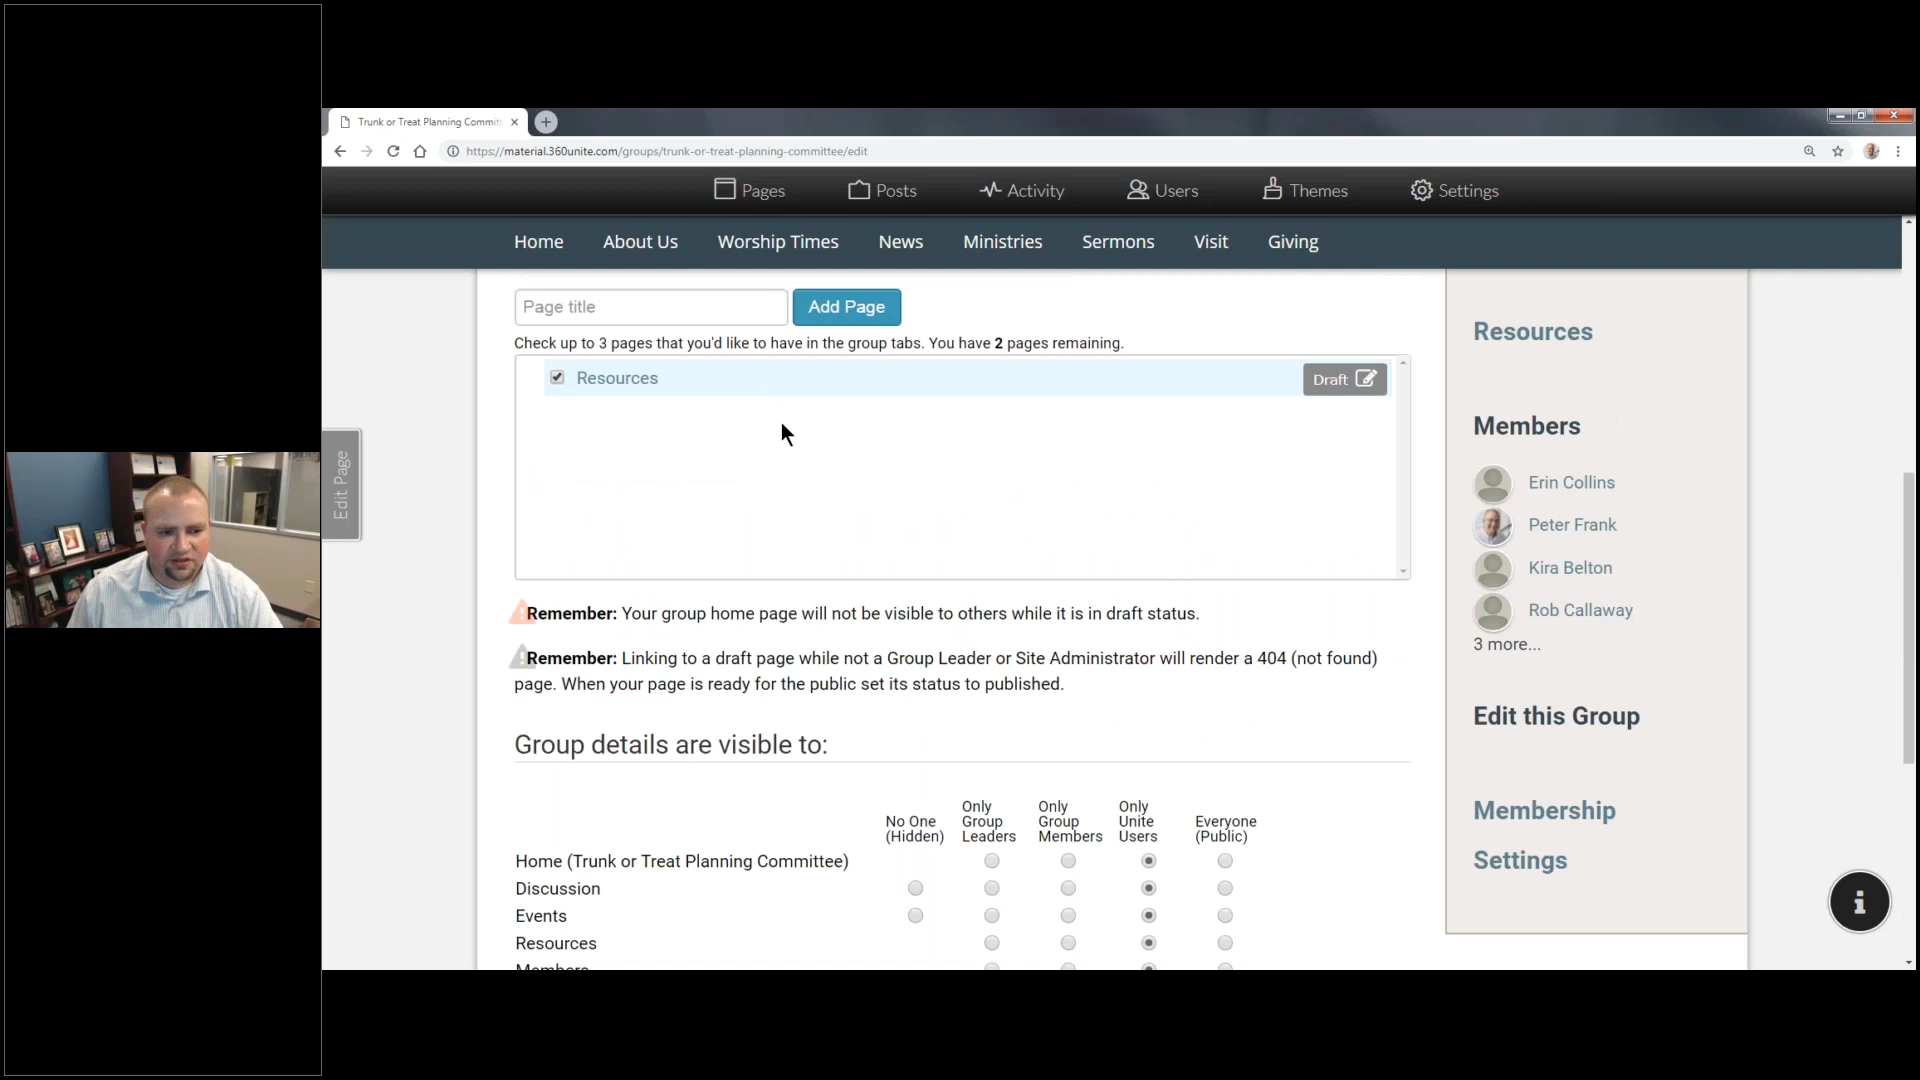 Trunk or Treat Planning Commit
https://material.360unite.com/groups/trunk-or-treat-planning-committee/edit
Pages Posts Activity Users Themes Settings
Home About Us Worship Times News Ministries Sermons Visit Giving
Page title Add Page
Check up to 3 pages that you'd like to have in the group tabs. You have 2 pages remaining.
Resources Draft
Remember: Your group home page will not be visible to others while it is in draft status.
Remember: Linking to a draft page while not a Group Leader or Site Administrator will render a 404 (not found)
page. When your page is ready for the public set its status to published.
Group details are visible to:
No One (Hidden)
Only Group Leaders
Only Group Members
Only Unite Users
Everyone (Public)
Home (Trunk or Treat Planning Committee)
Discussion
Events
Resources
Members
Resources
Members
Erin Collins
Peter Frank
Kira Belton
Rob Callaway
3 more...
Edit this Group
Membership
Settings
Edit Page
i